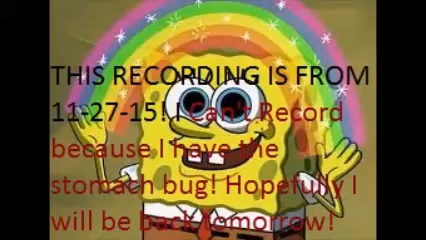 THIS RECORDING IS FROM
11-27-15! I Can't Record
because I have the
stomach bug! Hopefully I
will be back tomorrow!